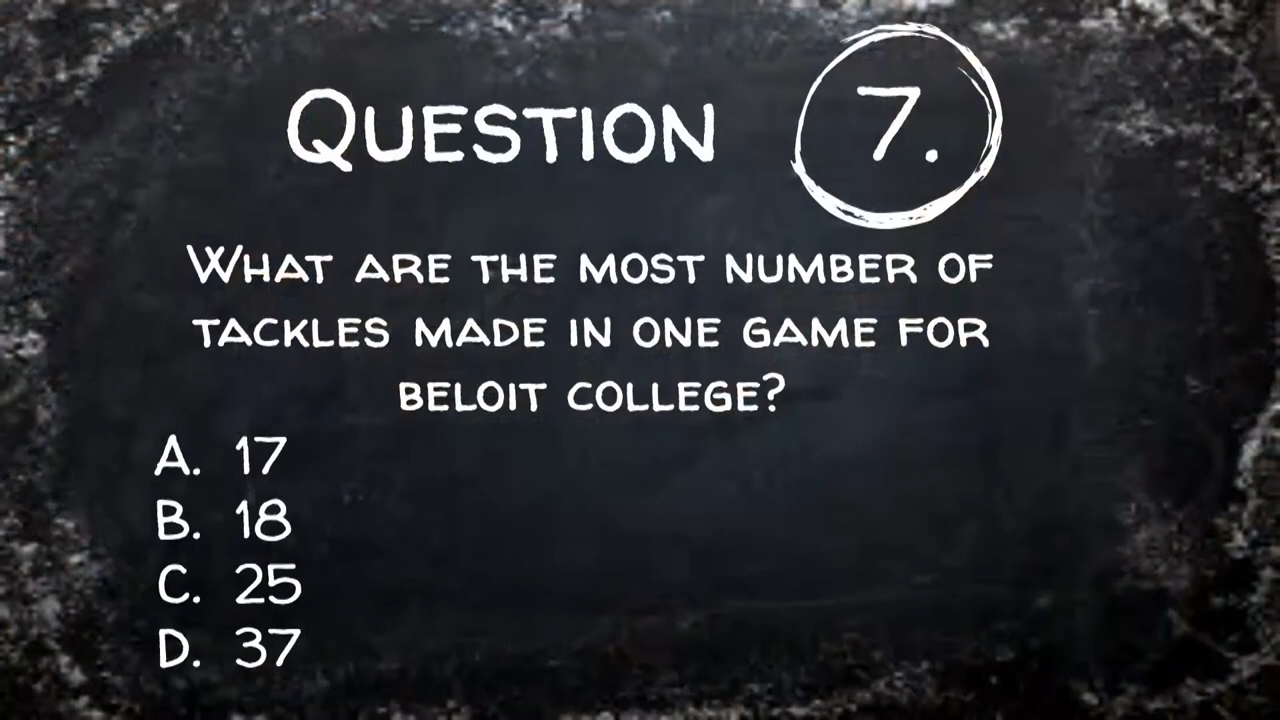 Question 7.
What are the most number of
tackles made in one game for
Beloit College?
A. 17
B. 18
C. 25
D. 37